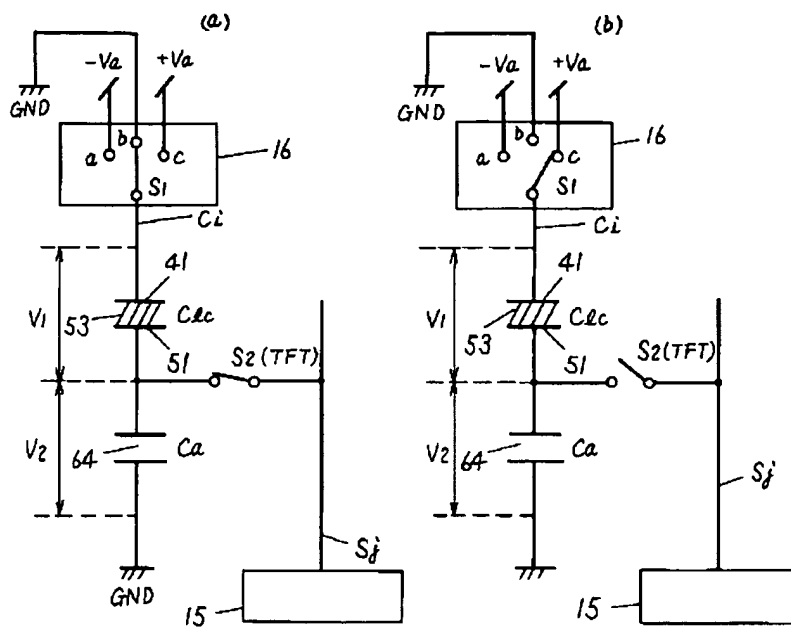 (a)
-Va +Va
GND
b
a c
S1
16
Ci
41
V1
53
Clc
51
S2(TFT)
V2
64
Ca
Sj
GND
15
(b)
-Va +Va
GND
b
a c
S1
16
Ci
41
V1
53
Clc
51
S2(TFT)
V2
64
Ca
Sj
15